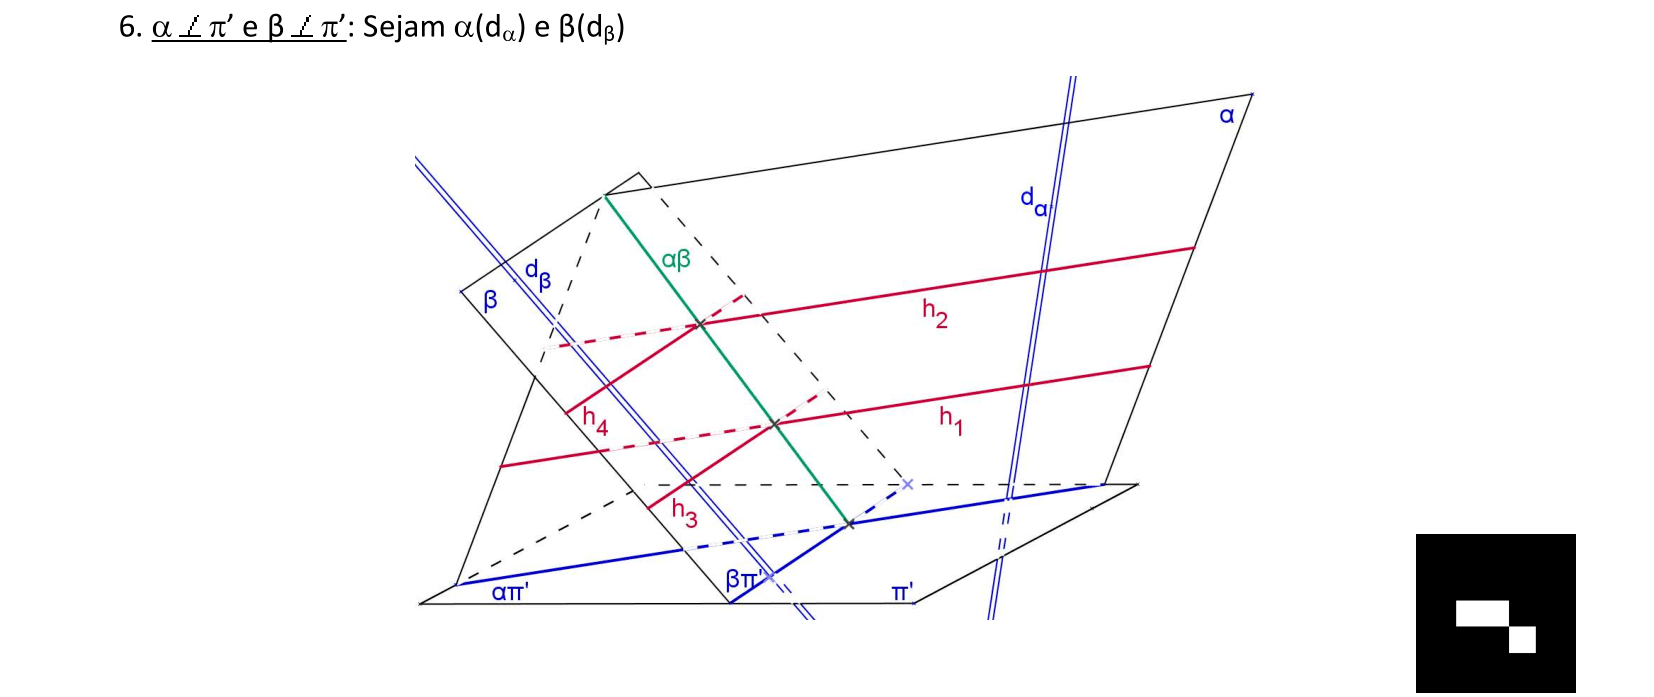 6. α ⊥̸ π’ e β ⊥̸ π’: Sejam α(dα) e β(dβ)
α
dα
dβ
αβ
β
h2
h4
h1
h3
βπ'
απ'
π'